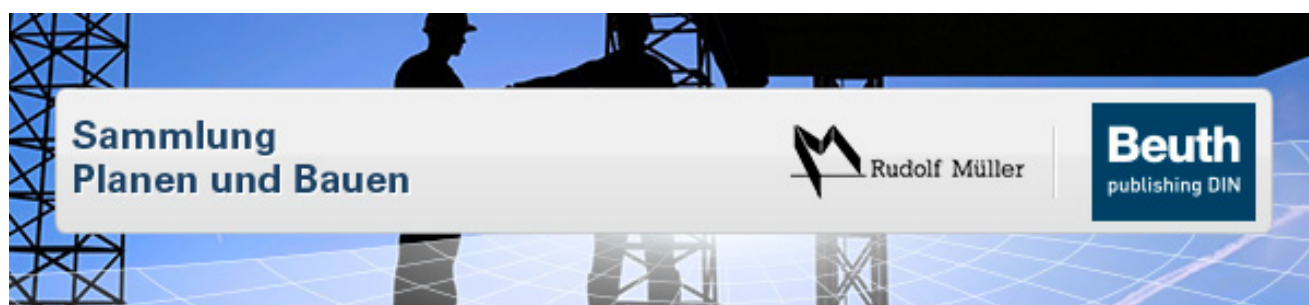 Sammlung
Planen und Bauen
Rudolf Müller
Beuth
publishing DIN